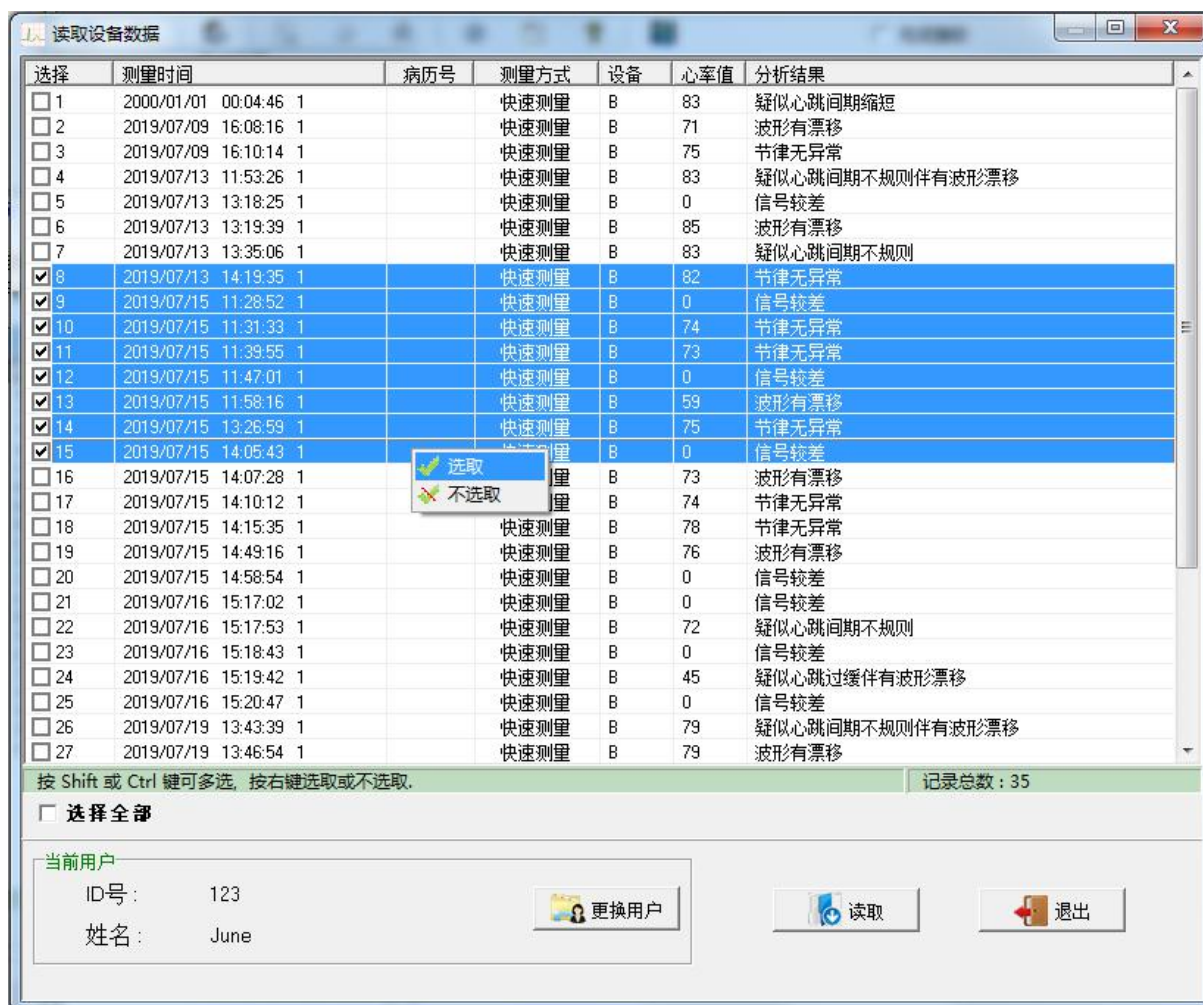 读取设备数据
选择 测量时间 病历号 测量方式 设备 心率值 分析结果
1 2000/01/01 00:04:46 1 快速测量 B 83 疑似心跳间期缩短
2 2019/07/09 16:08:16 1 快速测量 B 71 波形有漂移
3 2019/07/09 16:10:14 1 快速测量 B 75 节律无异常
4 2019/07/13 11:53:26 1 快速测量 B 83 疑似心跳间期不规则伴有波形漂移
5 2019/07/13 13:18:25 1 快速测量 B 0 信号较差
6 2019/07/13 13:19:39 1 快速测量 B 85 波形有漂移
7 2019/07/13 13:35:06 1 快速测量 B 83 疑似心跳间期不规则
8 2019/07/13 14:19:35 1 快速测量 B 82 节律无异常
9 2019/07/15 11:28:52 1 快速测量 B 0 信号较差
10 2019/07/15 11:31:33 1 快速测量 B 74 节律无异常
11 2019/07/15 11:39:55 1 快速测量 B 73 节律无异常
12 2019/07/15 11:47:01 1 快速测量 B 0 信号较差
13 2019/07/15 11:58:16 1 快速测量 B 59 波形有漂移
14 2019/07/15 13:26:59 1 快速测量 B 75 节律无异常
15 2019/07/15 14:05:43 1 B 0 信号较差
选取
16 2019/07/15 14:07:28 1 量 B 73 波形有漂移
不选取
17 2019/07/15 14:10:12 1 量 B 74 节律无异常
18 2019/07/15 14:15:35 1 快速测量 B 78 节律无异常
19 2019/07/15 14:49:16 1 快速测量 B 76 波形有漂移
20 2019/07/15 14:58:54 1 快速测量 B 0 信号较差
21 2019/07/16 15:17:02 1 快速测量 B 0 信号较差
22 2019/07/16 15:17:53 1 快速测量 B 72 疑似心跳间期不规则
23 2019/07/16 15:18:43 1 快速测量 B 0 信号较差
24 2019/07/16 15:19:42 1 快速测量 B 45 疑似心跳过缓伴有波形漂移
25 2019/07/16 15:20:47 1 快速测量 B 0 信号较差
26 2019/07/19 13:43:39 1 快速测量 B 79 疑似心跳间期不规则伴有波形漂移
27 2019/07/19 13:46:54 1 快速测量 B 79 波形有漂移
按 Shift 或 Ctrl 键可多选, 按右键选取或不选取. 记录总数 : 35
选择全部
当前用户
ID号 : 123
更换用户 读取 退出
姓名 : June